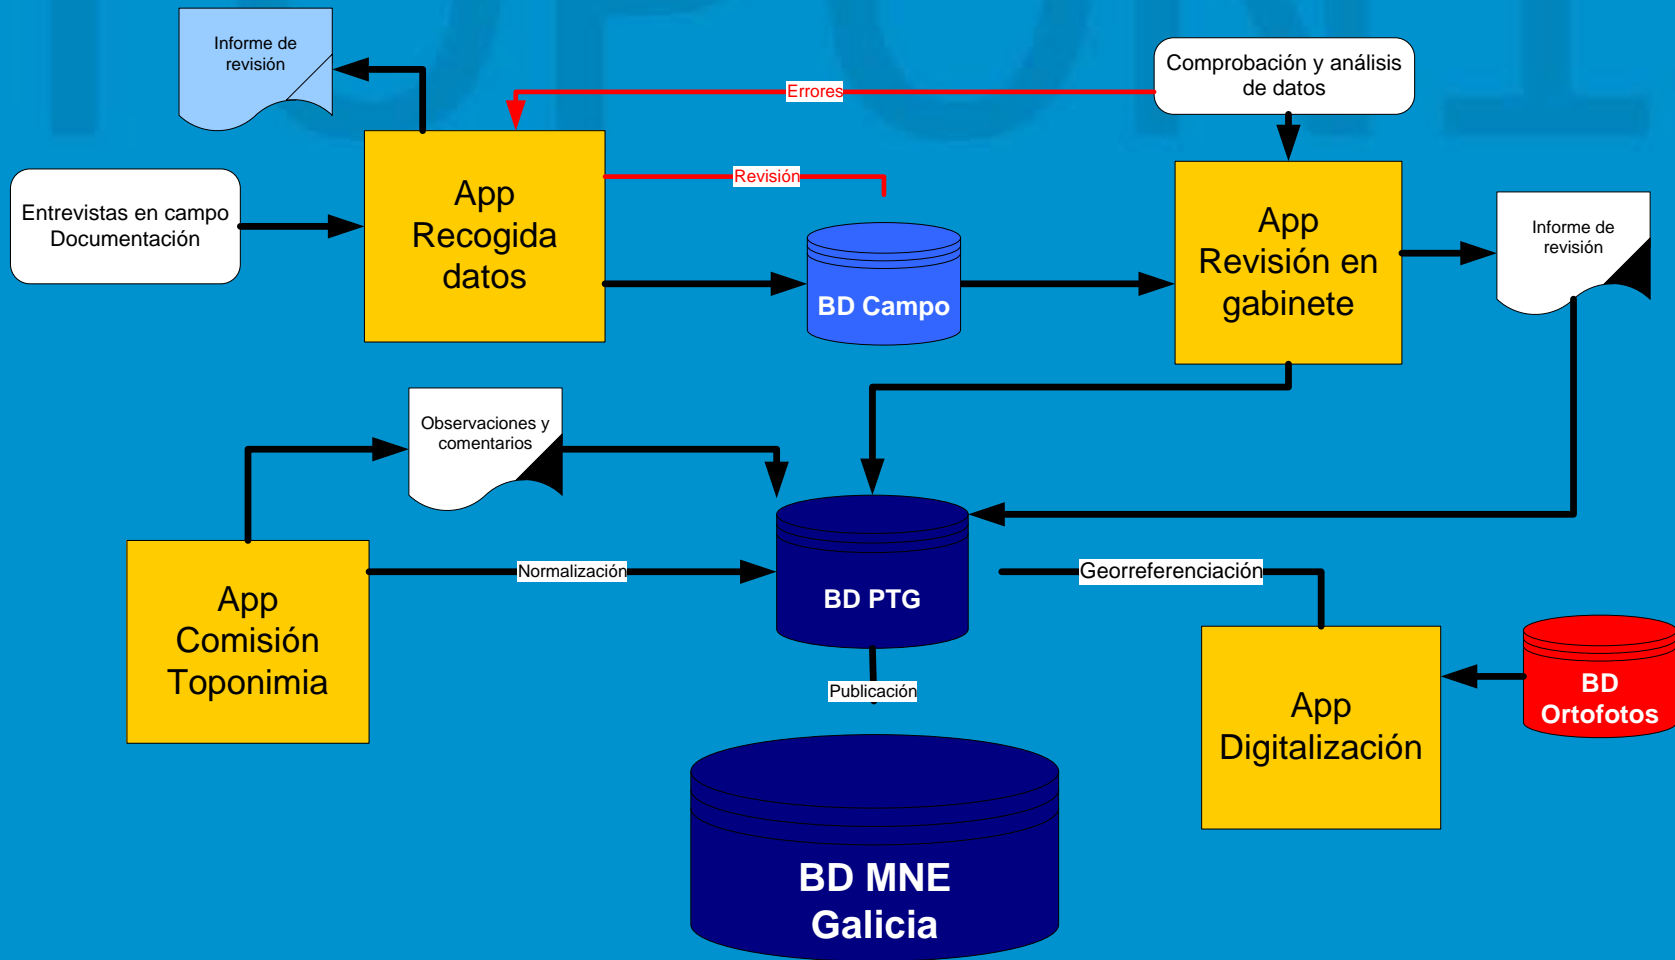 TOPONI
Informe de
revisión
Comprobación y análisis
de datos
Errores
Revisión
Entrevistas en campo
Documentación
App
Recogida
datos
BD Campo
App
Revisión en
gabinete
Informe de
revisión
Observaciones y
comentarios
App
Comisión
Toponimia
Normalización
BD PTG
Georreferenciación
Publicación
App
Digitalización
BD
Ortofotos
BD MNE
Galicia